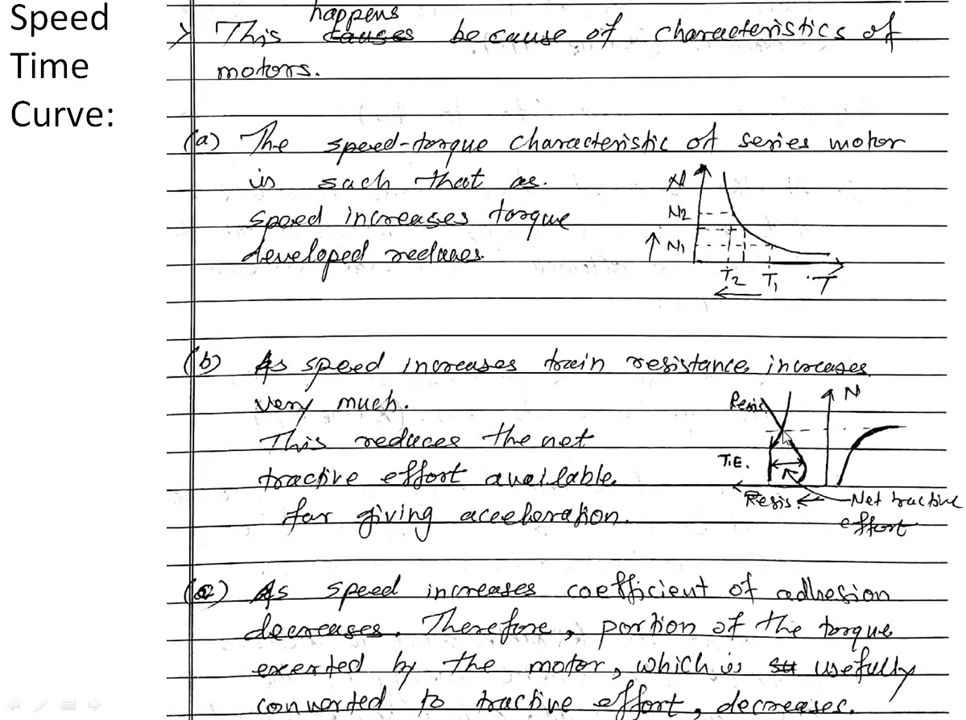 Speed
Time
Curve:
happens
> This causes because of characteristics of
motors.
(a) The speed-torque characteristic of series motor
is such that as.
speed increases torque
developed reduces.
N
N2
↑ N1
T2 T1 T
(b) As speed increases train resistance increases
very much.
This reduces the net
tractive effort available.
for giving acceleration.
Resis
N
T.E.
Resis. Net tractive
effort
(c) As speed increases coefficient of adhesion
decreases. Therefore, portion of the torque
exerted by the motor, which is usefully
converted to tractive effort, decreases.